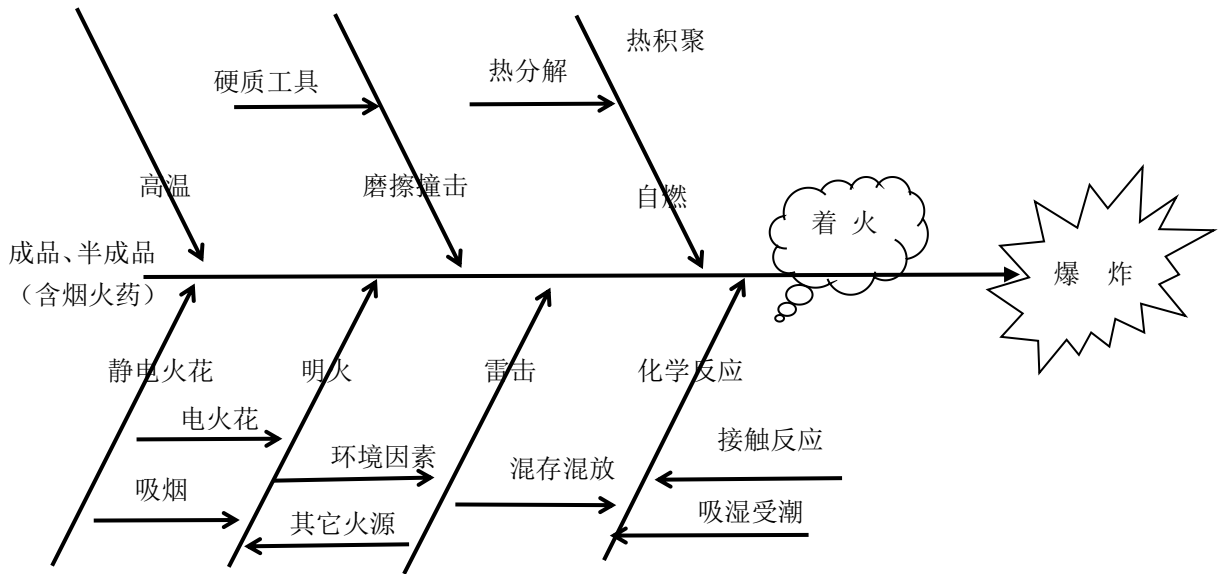 热积聚
热分解
硬质工具
高温
磨擦撞击
自燃
着 火
成品、半成品
（含烟火药）
爆 炸
静电火花
明火
雷击
化学反应
电火花
接触反应
环境因素
混存混放
吸烟
吸湿受潮
其它火源